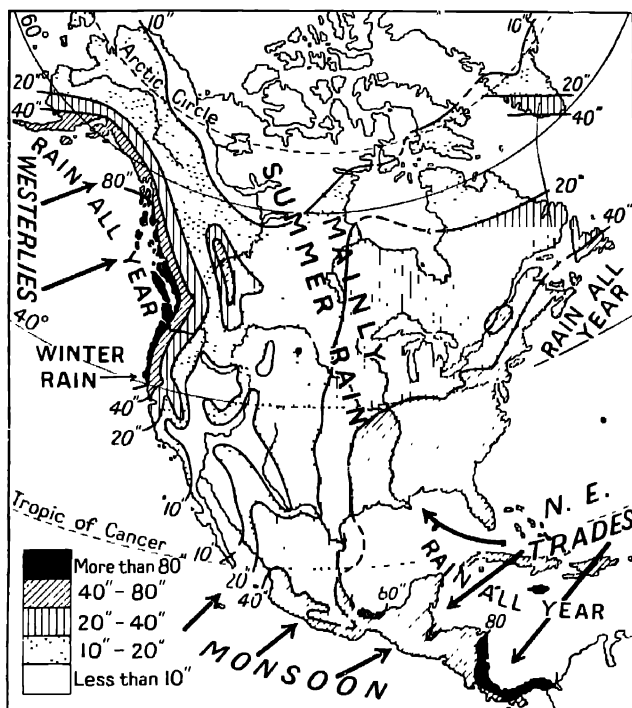 60° 10" 10"
Arctic Circle
20" 20"
40" 40"
WESTERLIES
RAIN ALL YEAR
80"
SUMMER
MAINLY RAIN
20"
40"
RAIN ALL YEAR
40°
WINTER RAIN
40"
20"
10"
Tropic of Cancer
10"
20"
40"
60"
N. E. TRADES
RAIN ALL YEAR
80
MONSOON
More than 80"
40" - 80"
20" - 40"
10" - 20"
Less than 10"